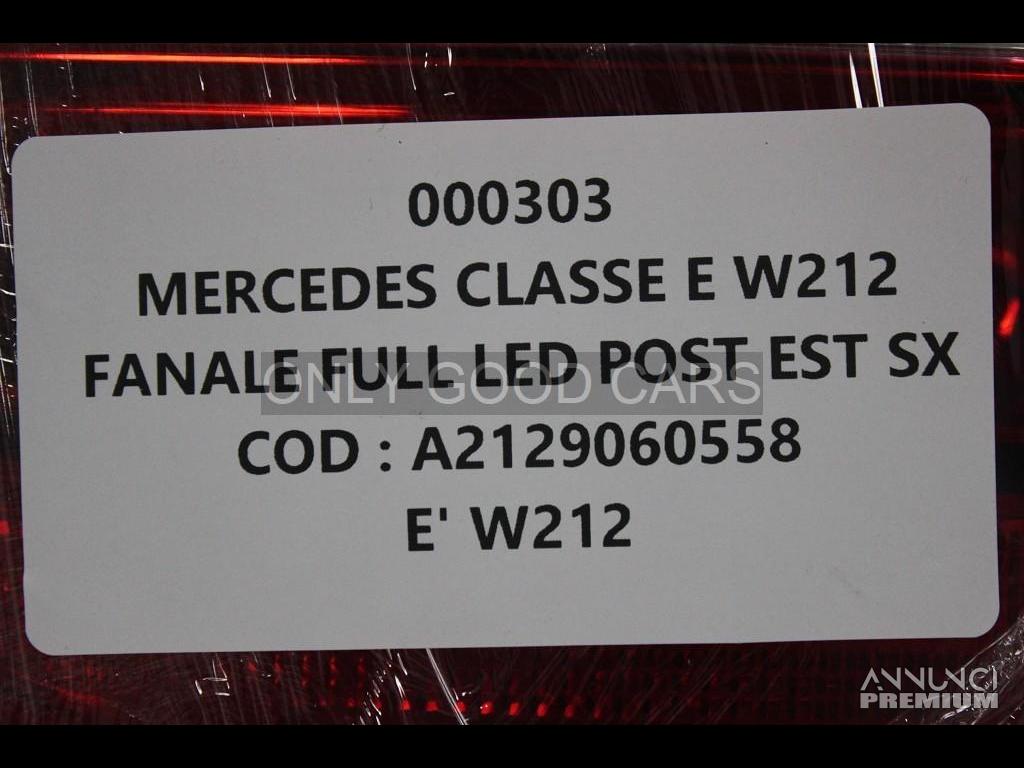 000303
MERCEDES CLASSE E W212
FANALE FULL LED POST EST SX
ONLY GOOD CARS
COD : A2129060558
E' W212
ANNUNCI
PREMIUM